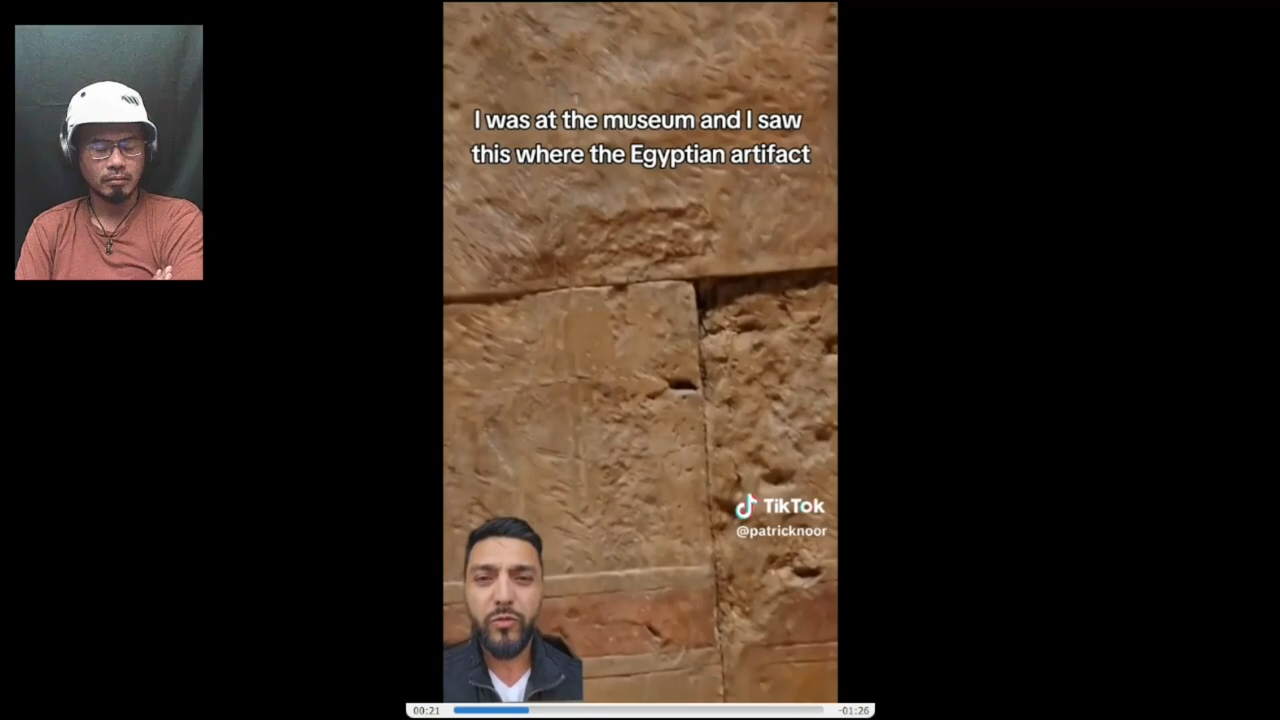 I was at the museum and I saw
this where the Egyptian artifact
TikTok
@patricknoor
00:21
-01:26